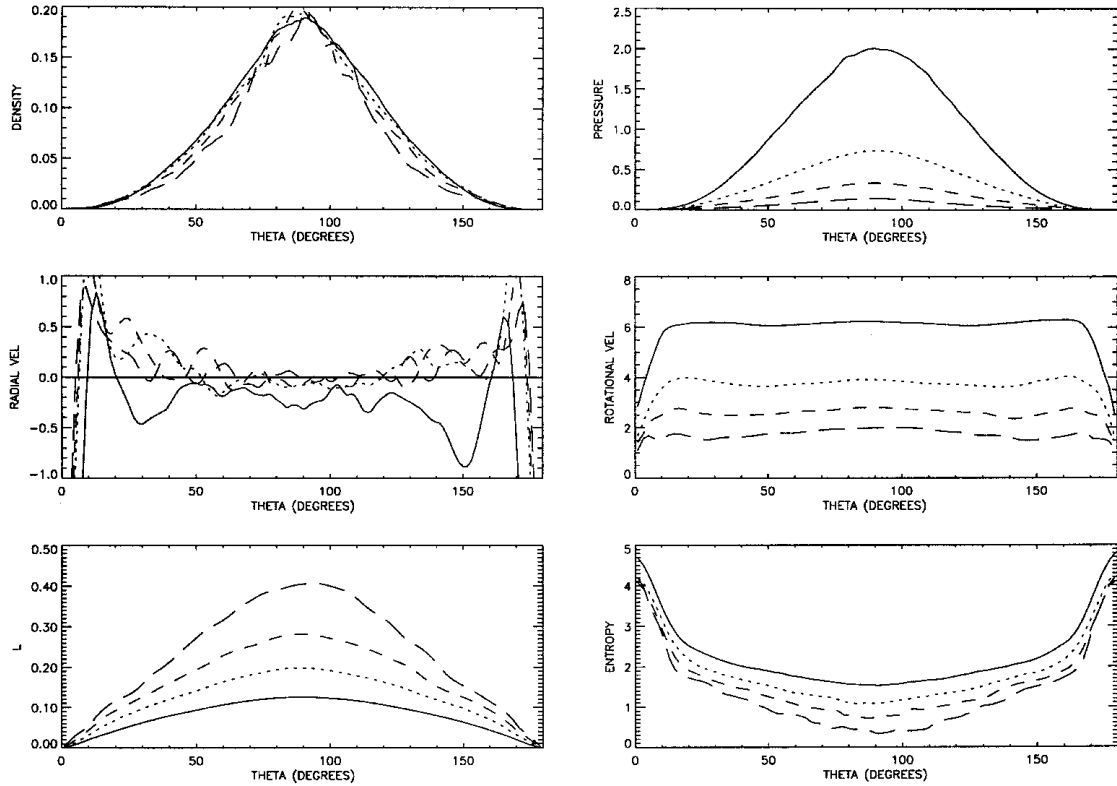 0.20
0.15
0.10
0.05
0.00
DENSITY
0 50 100 150
THETA (DEGREES)
2.5
2.0
1.5
1.0
0.5
0.0
PRESSURE
0 50 100 150
THETA (DEGREES)
1.0
0.5
0.0
-0.5
-1.0
RADIAL VEL
0 50 100 150
THETA (DEGREES)
8
6
4
2
0
ROTATIONAL VEL
0 50 100 150
THETA (DEGREES)
0.50
0.40
0.30
0.20
0.10
0.00
L
0 50 100 150
THETA (DEGREES)
5
4
3
2
1
0
ENTROPY
0 50 100 150
THETA (DEGREES)